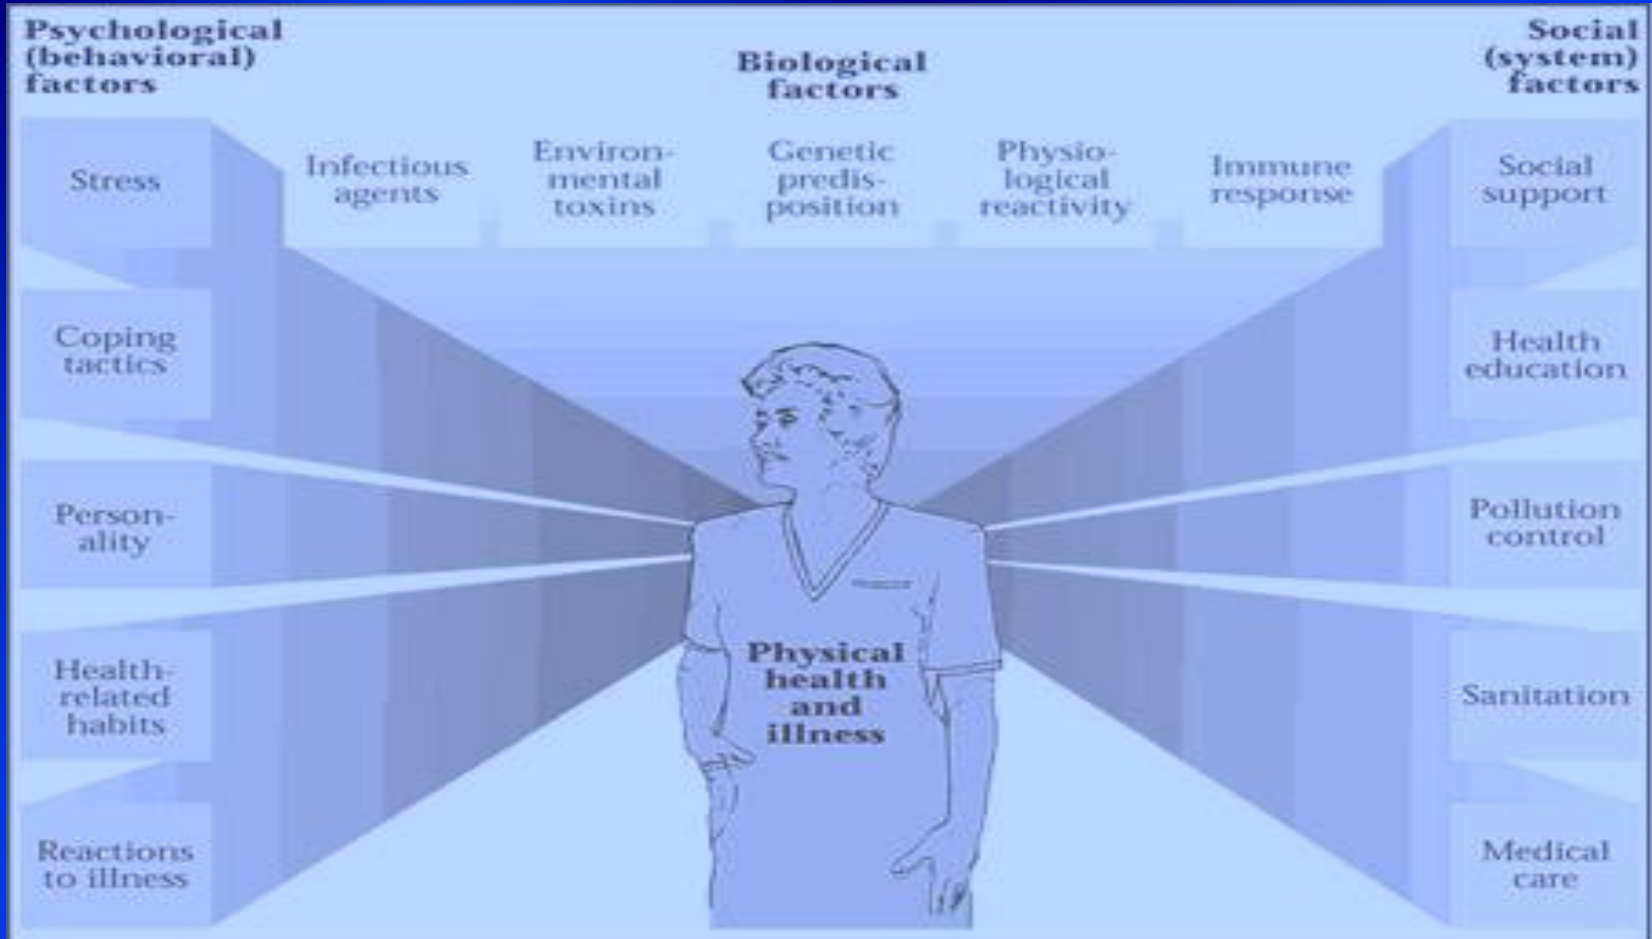 Psychological
(behavioral)
factors
Stress
Coping
tactics
Person-
ality
Health-
related
habits
Reactions
to illness
Biological
factors
Infectious
agents
Environ-
mental
toxins
Genetic
predis-
position
Physio-
logical
reactivity
Immune
response
Social
(system)
factors
Social
support
Health
education
Pollution
control
Sanitation
Medical
care
Physical
health
and
illness